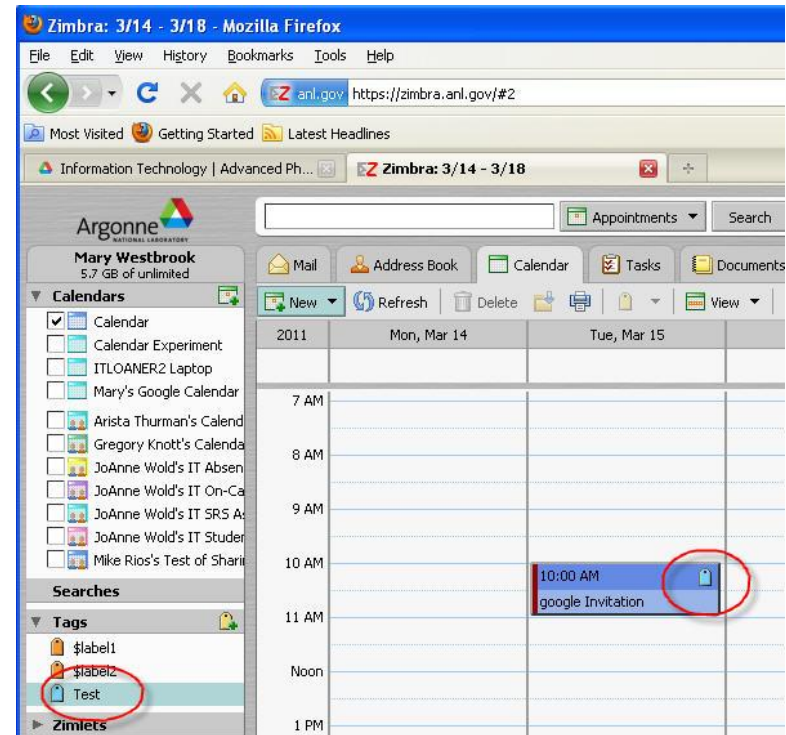 Zimbra: 3/14 - 3/18 - Mozilla Firefox
File Edit View History Bookmarks Tools Help
anl.gov https://zimbra.anl.gov/#2
Most Visited Getting Started Latest Headlines
Information Technology | Advanced Ph... Zimbra: 3/14 - 3/18
Argonne
NATIONAL LABORATORY
Appointments Search
Mary Westbrook
5.7 GB of unlimited
Mail Address Book Calendar Tasks Documents
Calendars
New Refresh Delete View
Calendar
Calendar Experiment
ITLOANER2 Laptop
Mary's Google Calendar
Arista Thurman's Calend
Gregory Knott's Calenda
JoAnne Wold's IT Absen
JoAnne Wold's IT On-Ca
JoAnne Wold's IT SRS A
JoAnne Wold's IT Studer
Mike Rios's Test of Sharii
Searches
Tags
$label1
$label2
Test
Zimlets
2011 Mon, Mar 14 Tue, Mar 15
7 AM
8 AM
9 AM
10 AM
10:00 AM
google Invitation
11 AM
Noon
1 PM